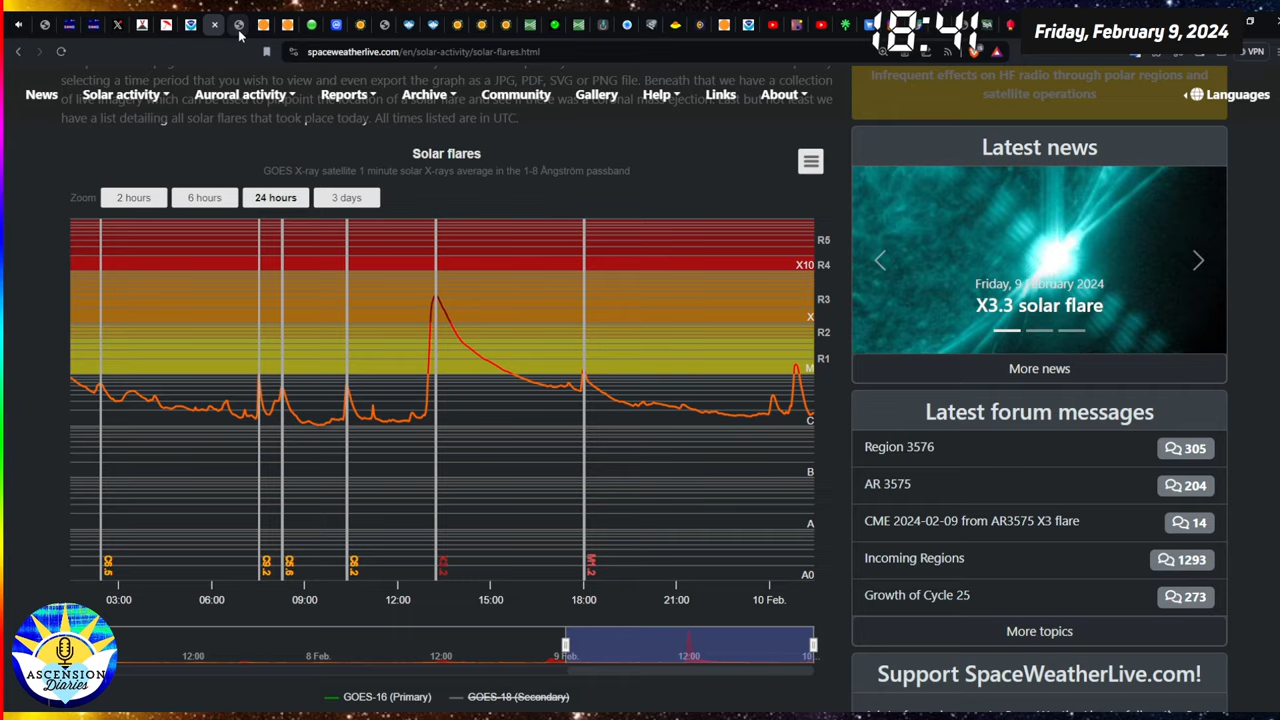 18:41
Friday, February 9, 2024
spaceweatherlive.com/en/solar-activity/solar-flares.html
VPN
selecting a time period that you wish to view and even export the graph as a JPG, PDF, SVG or PNG file. Beneath that we have a collection
News Solar activity Auroral activity Reports Archive Community Gallery Help Links About Languages
have a list detailing all solar flares that took place today. All times listed are in UTC.
Infrequent effects on HF radio through polar regions and
satellite operations
Solar flares
GOES X-ray satellite 1 minute solar X-rays average in the 1-8 Ångström passband
Zoom 2 hours 6 hours 24 hours 3 days
R5
X10 R4
R3
X
R2
R1
M
C
B
A
A0
03:00 06:00 09:00 12:00 15:00 18:00 21:00 10 Feb.
12:00 8 Feb. 12:00 9 Feb. 12:00 10...
GOES-16 (Primary) GOES-18 (Secondary)
Latest news
Friday, 9 February 2024
X3.3 solar flare
More news
Latest forum messages
Region 3576 305
AR 3575 204
CME 2024-02-09 from AR3575 X3 flare 14
Incoming Regions 1293
Growth of Cycle 25 273
More topics
Support SpaceWeatherLive.com!
ASCENSION
Diaries